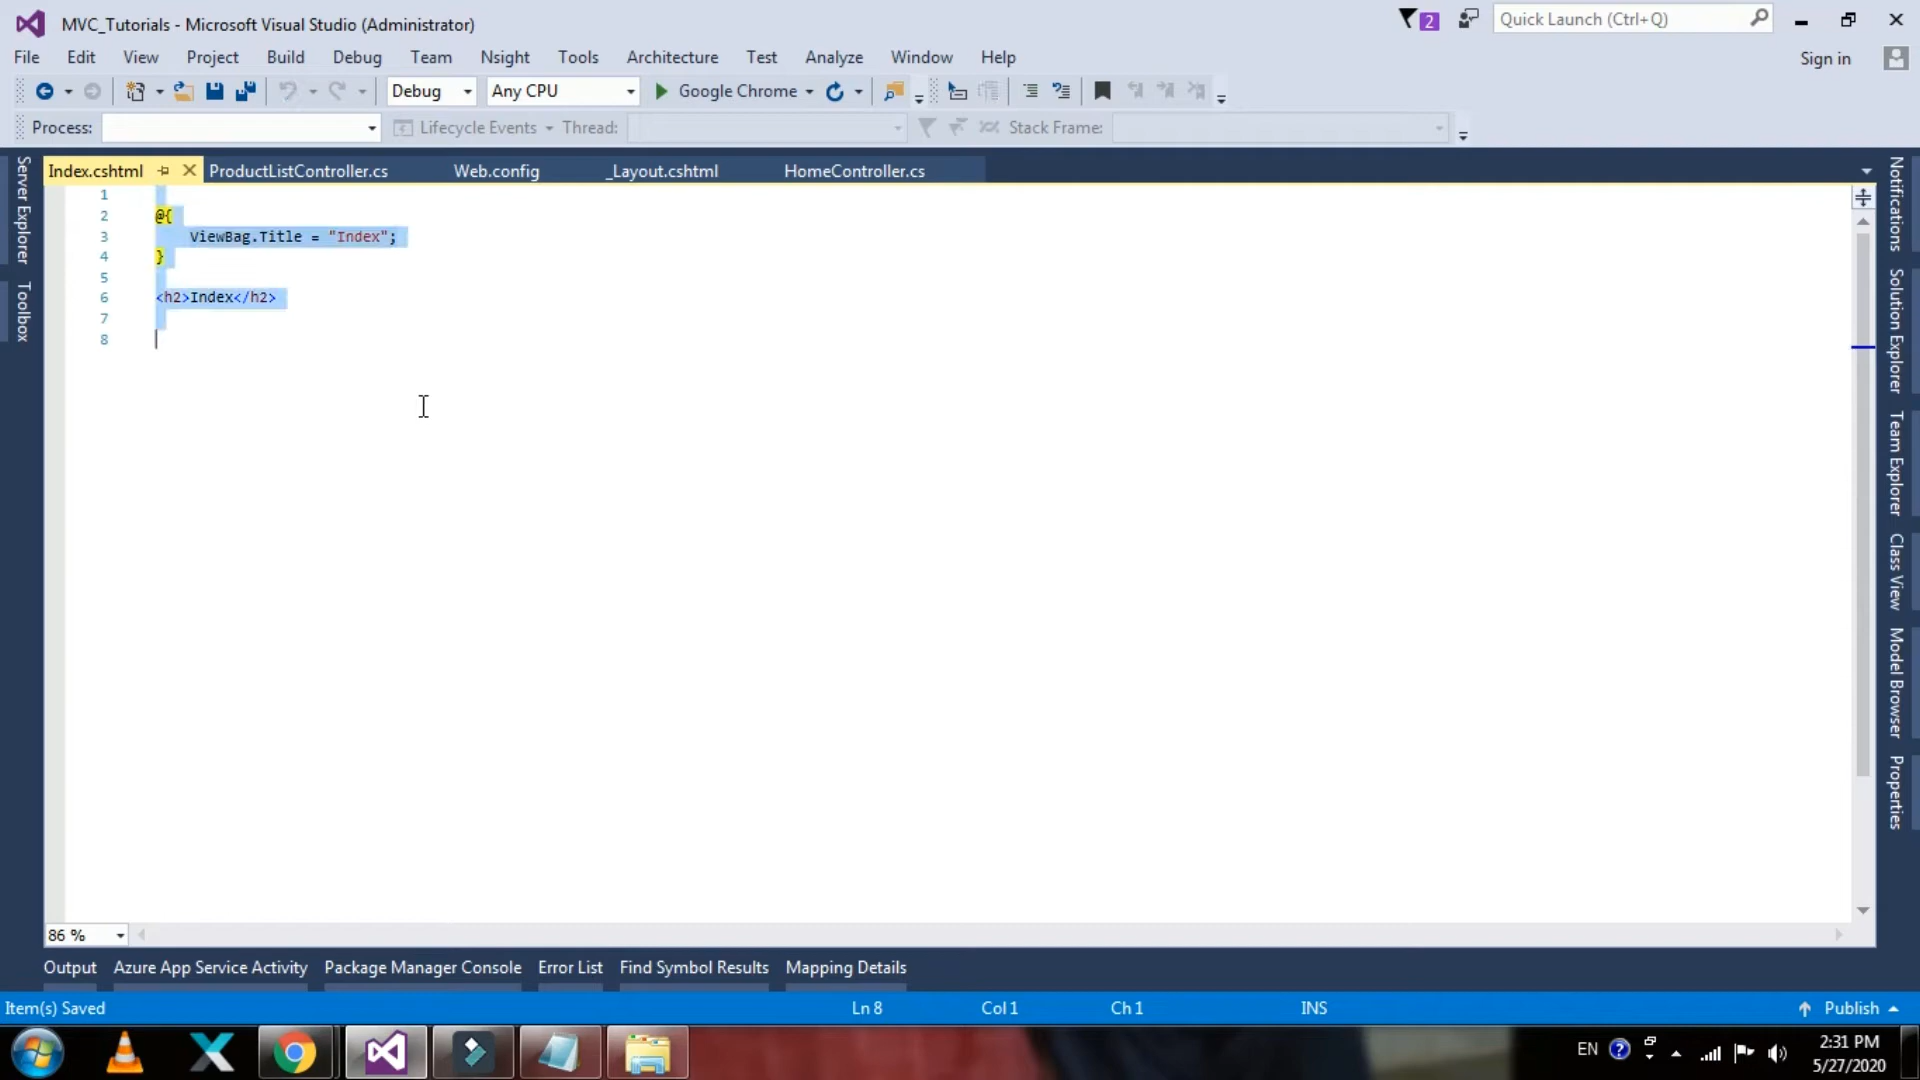 MVC_Tutorials - Microsoft Visual Studio (Administrator)
2
Quick Launch (Ctrl+Q)
File Edit View Project Build Debug Team Nsight Tools Architecture Test Analyze Window Help
Sign in
Debug Any CPU Google Chrome
Process: Lifecycle Events Thread: Stack Frame:
Index.cshtml ProductListController.cs Web.config _Layout.cshtml HomeController.cs
Server Explorer
Toolbox
1
2 @{
3 ViewBag.Title = "Index";
4 }
5
6 <h2>Index</h2>
7
8
Notifications
Solution Explorer
Team Explorer
Class View
Model Browser
Properties
86 %
Output Azure App Service Activity Package Manager Console Error List Find Symbol Results Mapping Details
Item(s) Saved Ln 8 Col 1 Ch 1 INS Publish
EN
2:31 PM
5/27/2020